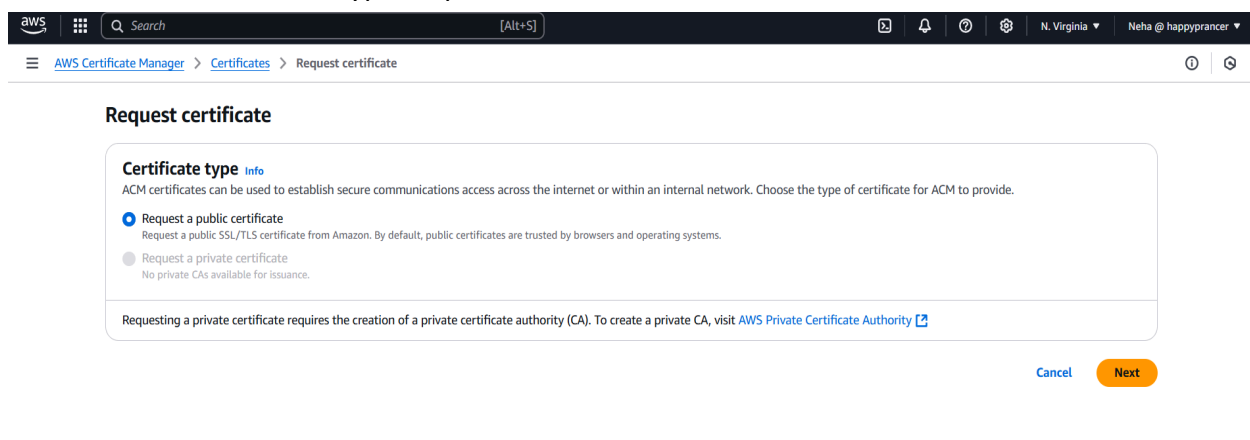 aws
Search [Alt+S] N. Virginia Neha @ happyprancer
AWS Certificate Manager > Certificates > Request certificate
Request certificate
Certificate type Info
ACM certificates can be used to establish secure communications access across the internet or within an internal network. Choose the type of certificate for ACM to provide.
Request a public certificate
Request a public SSL/TLS certificate from Amazon. By default, public certificates are trusted by browsers and operating systems.
Request a private certificate
No private CAs available for issuance.
Requesting a private certificate requires the creation of a private certificate authority (CA). To create a private CA, visit AWS Private Certificate Authority
Cancel Next